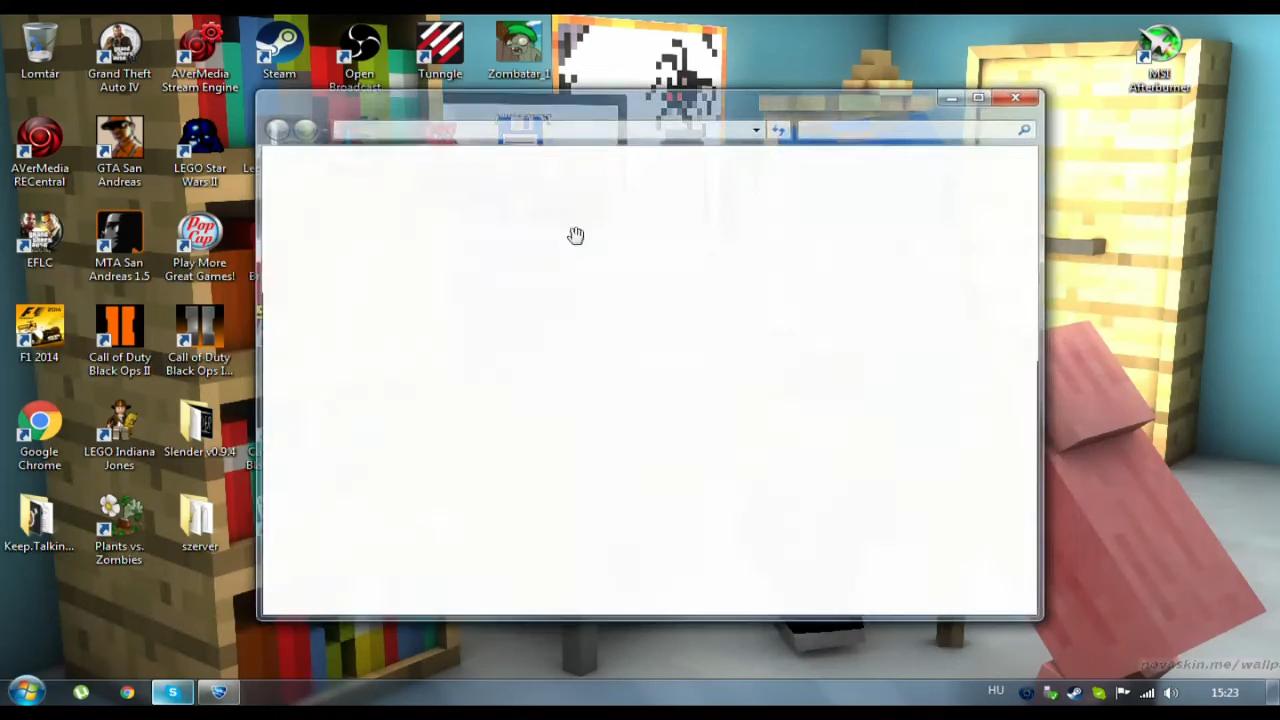 Lomtár
Grand Theft
Auto IV
AVerMedia
Stream Engine
Steam
Open
Broadcast
Tunngle
Zombatar_1
MSI
Afterburner
AVerMedia
RECentral
GTA San
Andreas
LEGO Star
Wars II
EFLC
MTA San
Andreas 1.5
Pop
Cap
Play More
Great Games!
F1 2014
Call of Duty
Black Ops II
Call of Duty
Black Ops I...
Google
Chrome
LEGO Indiana
Jones
Slender v0.9.4
Keep.Talkin...
Plants vs.
Zombies
szerver
novaskin.me/wallp
HU
15:23